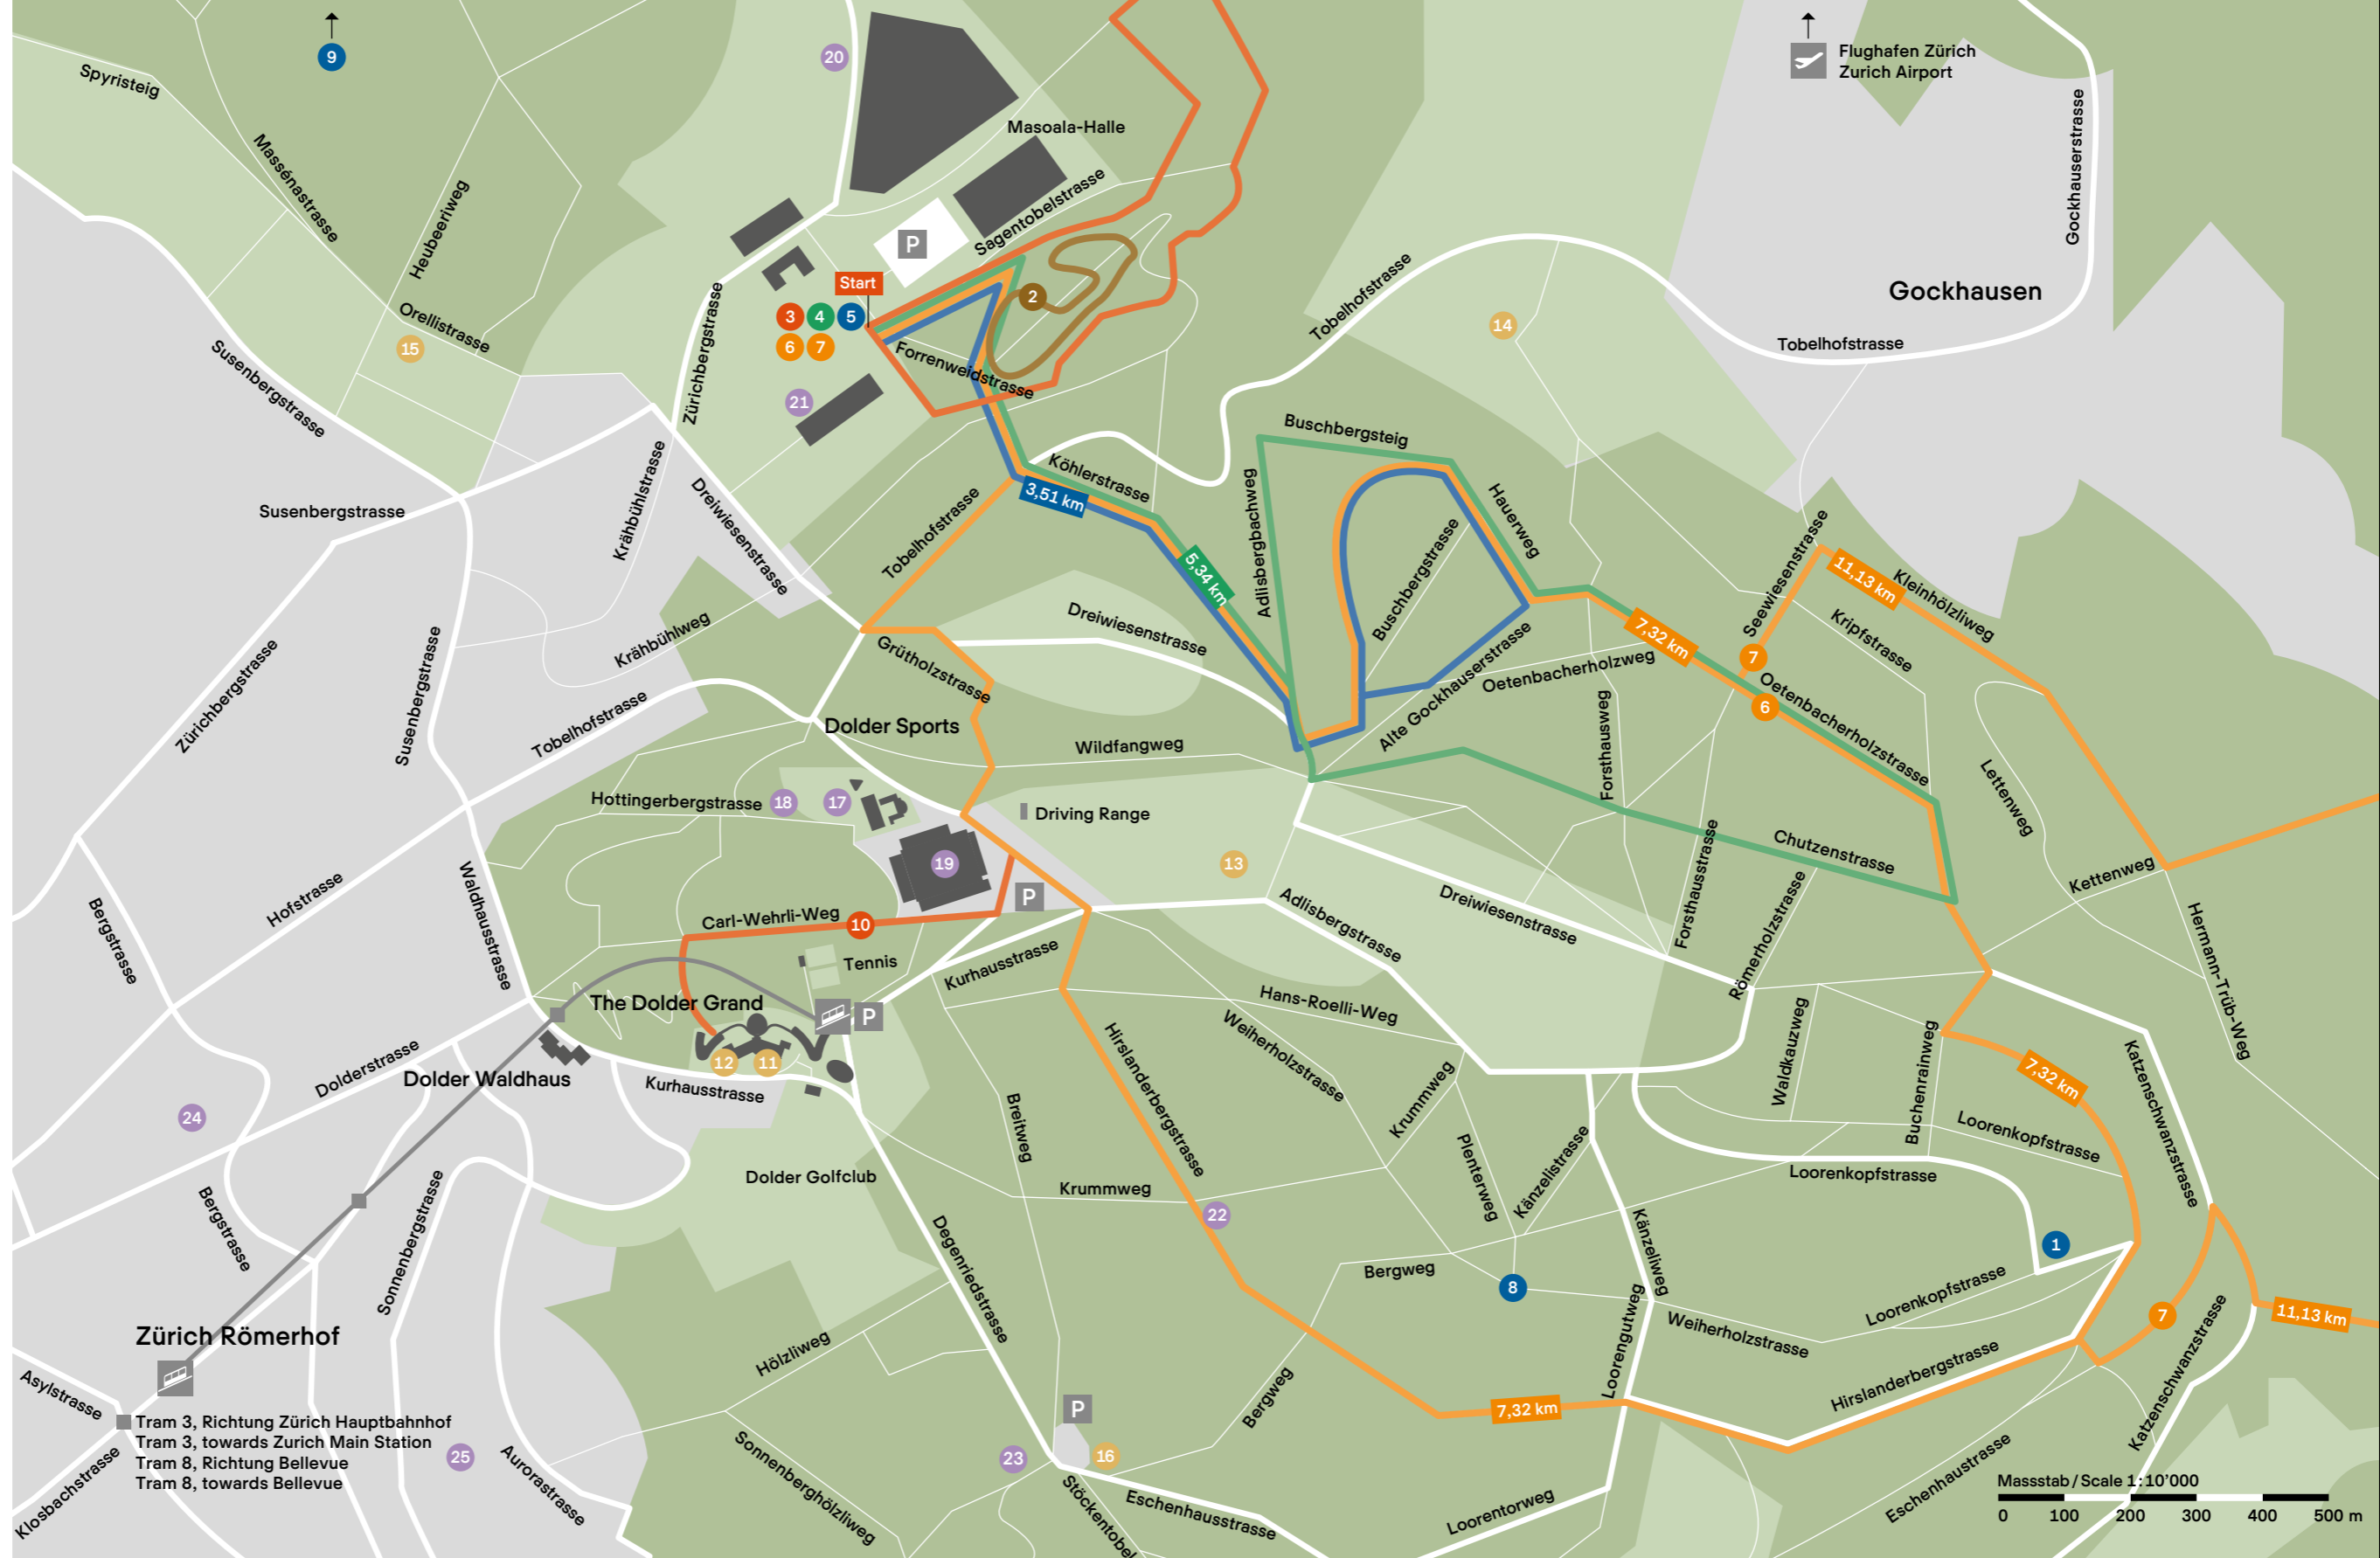 9
20
Flughafen Zürich
Zurich Airport
Spyristeig
Massénastrasse
Heubeeriweg
Masoala-Halle
Gockhauserstrasse
Sagentobelstrasse
P
Start
2
3
4
5
6
7
Gockhausen
Tobelhofstrasse
Tobelhofstrasse
14
Orellistrasse
15
Susenbergstrasse
Zürichbergstrasse
Forrenweidstrasse
21
Buschbergsteig
Köhlerstrasse
3,51 km
Susenbergstrasse
Krähbühlstrasse
Dreiwiesenstrasse
Tobelhofstrasse
Adlisbergbachweg
Hauerweg
Buschbergstrasse
5,34 km
Seewiesenstrasse
11,13 km
Kleinhölzliweg
Kripfstrasse
7,32 km
7
6
Krähbühlweg
Dreiwiesenstrasse
Grütholzstrasse
Alte Gockhauserstrasse
Oetenbacherholzweg
Oetenbacherholzstrasse
Zürichbergstrasse
Susenbergstrasse
Tobelhofstrasse
Dolder Sports
Wildfangweg
Forsthausweg
Lettenweg
Hottingerbergstrasse
18
17
Driving Range
19
13
Chutzenstrasse
Kettenweg
Forsthausstrasse
Römerholzstrasse
Hofstrasse
Bergstrasse
Waldhausstrasse
P
Carl-Wehrli-Weg
10
Adlisbergstrasse
Dreiwiesenstrasse
Hermann-Trüb-Weg
Tennis
Kurhausstrasse
The Dolder Grand
P
Hans-Roelli-Weg
Weiherholzstrasse
Hirslanderbergstrasse
Waldkauzweg
Buchenrainweg
7,32 km
Katzenschwanzstrasse
12
11
Dolderstrasse
Dolder Waldhaus
Kurhausstrasse
24
Breitweg
Krummweg
Plenterweg
Känzelistrasse
Loorenkopfstrasse
Loorenkopfstrasse
Dolder Golfclub
Krummweg
22
Bergstrasse
Sonnenbergstrasse
Degenriedstrasse
Känzeliweg
1
Bergweg
8
Loorenkopfstrasse
7
11,13 km
Zürich Römerhof
Hölzliweg
Loorengutweg
Weiherholzstrasse
Hirslanderbergstrasse
Katzenschwanzstrasse
Asylstrasse
Bergweg
7,32 km
P
Tram 3, Richtung Zürich Hauptbahnhof
Tram 3, towards Zurich Main Station
Tram 8, Richtung Bellevue
Tram 8, towards Bellevue
Klosbachstrasse
25
Aurorastrasse
Sonnenberghölzliweg
23
16
Stöckentobel
Eschenhausstrasse
Loorentorweg
Eschenhaustrasse
Massstab / Scale 1:10’000
0 100 200 300 400 500 m